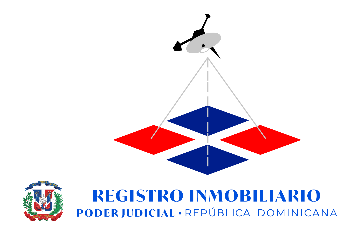 REGISTRO INMOBILIARIO
PODER JUDICIAL • REPÚBLICA DOMINICANA